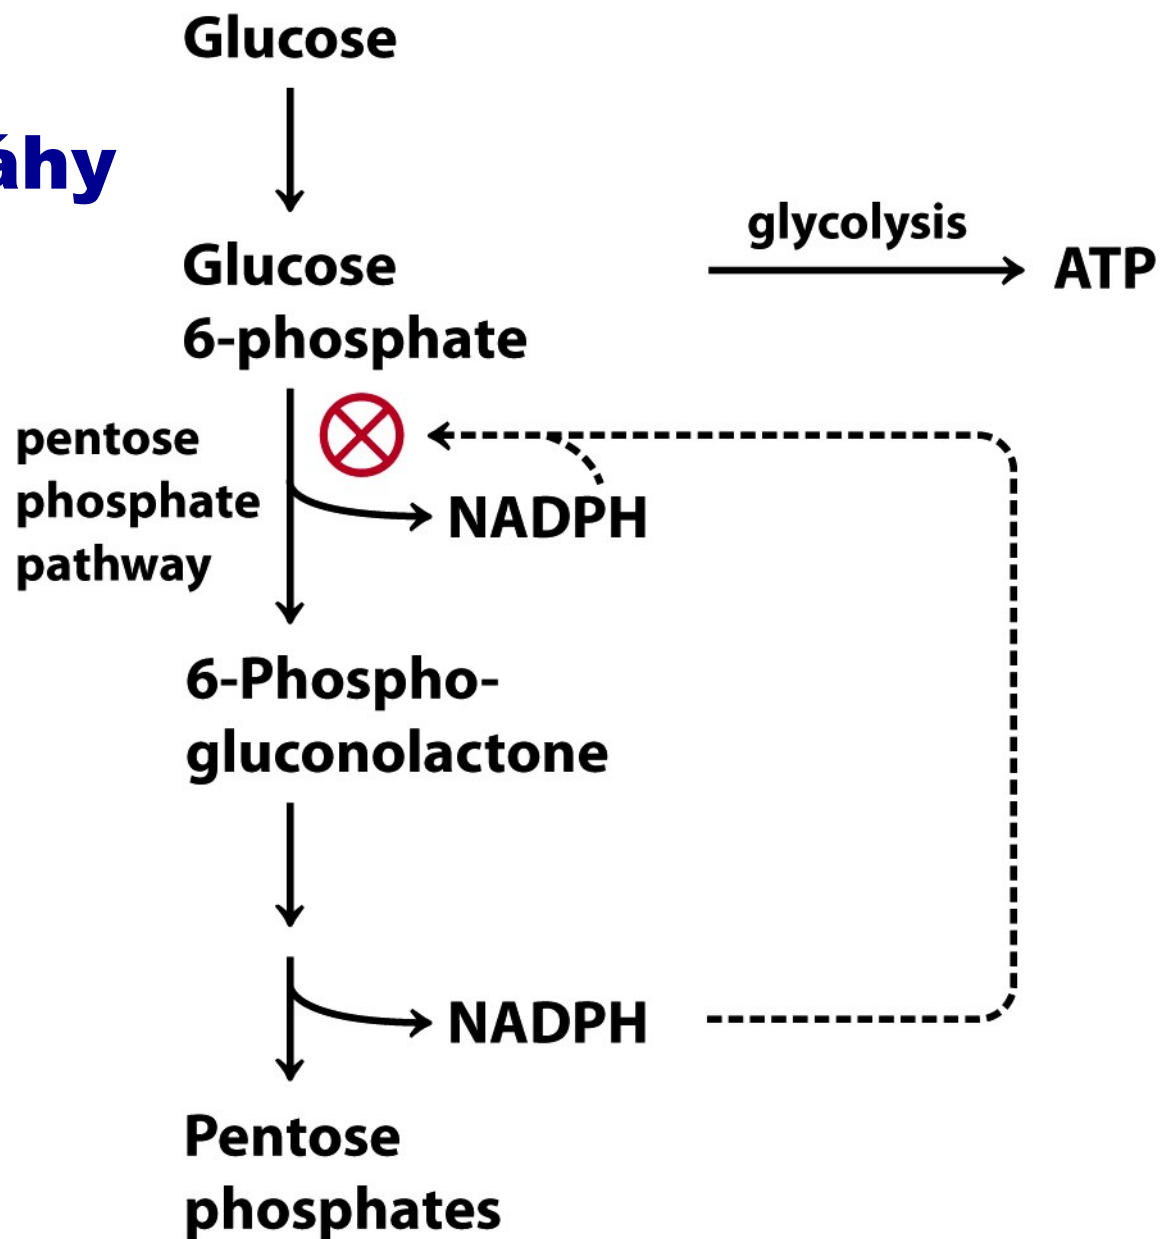 Glucose
áhy
glycolysis
ATP
Glucose
6-phosphate
pentose
phosphate
pathway
NADPH
6-Phospho-
gluconolactone
NADPH
Pentose
phosphates